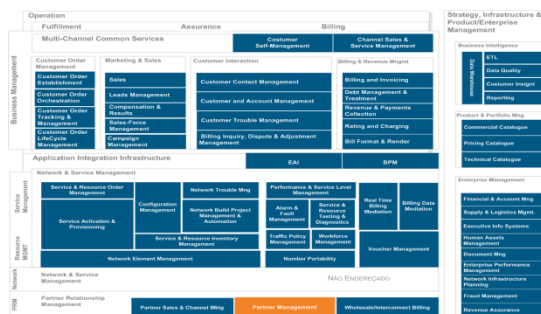 Operation
Fulfillment
Assurance
Billing
Multi-Channel Common Services
Costumer
Self-Management
Channel Sales &
Service Management
Business Management
Customer Order
Management
Customer Order
Establishment
Customer Order
Orchestration
Customer Order
Tracking &
Management
Customer Order
LifeCycle
Management
Marketing & Sales
Sales
Leads Management
Compensation &
Results
Sales-Force
Management
Campaign
Management
Customer Interaction
Customer Contact Management
Customer and Account Management
Customer Trouble Management
Billing Inquiry, Dispute & Adjustment
Management
Billing & Revenue Mngmt
Billing and Invoicing
Debt Management &
Treatment
Revenue & Payments
Collection
Rating and Charging
Bill Format & Render
Application Integration Infrastructure
EAI
BPM
Service
Management
Resource
MGMT
Network & Service Management
Service & Resource Order
Management
Service Activation &
Provisioning
Configuration
Management
Network Trouble Mng
Network Build Project
Management &
Automation
Service & Resource Inventory
Management
Network Element Management
Performance & Service Level
Management
Alarm &
Fault
Management
Service &
Resource
Testing &
Diagnostics
Traffic Policy
Management
Workforce
Management
Number Portability
Real Time
Billing
Mediation
Billing Data
Mediation
Voucher Management
Network
Network & Service
Management
NÃO ENDEREÇADO
PRM
Partner Relationship
Management
Partner Sales & Channel Mktg
Partner Management
Wholesale/Interconnect Billing
Strategy, Infrastructure &
Product/Enterprise
Management
Business Intelligence
Data Warehouse
ETL
Data Quality
Costumer Insight
Reporting
Product & Portfolio Mng
Commercial Catalogue
Pricing Catalogue
Technical Catalogue
Enterprise Management
Financial & Account Mng
Supply & Logistics Mgmt.
Executive Info Systems
Human Assets
Management
Document Mng
Enterprise Performance
Management
Network Infrastructure
Planning
Fraud Management
Revenue Assurance